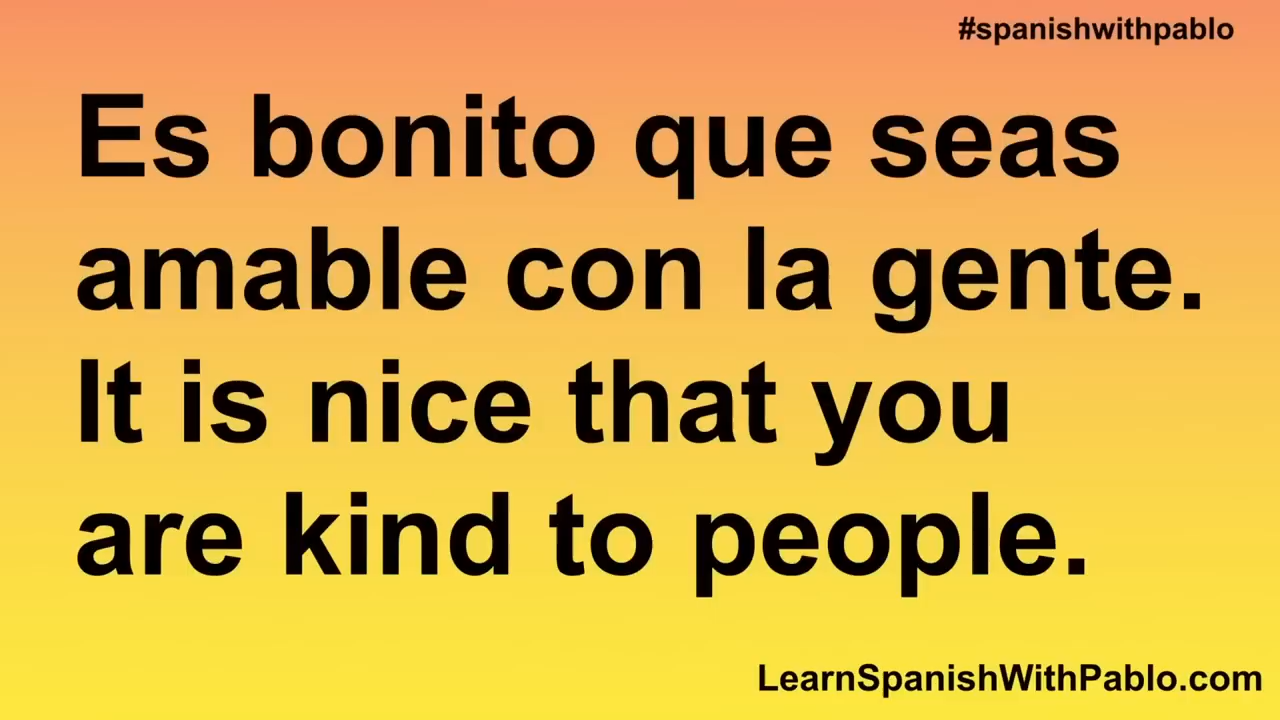 #spanishwithpablo
Es bonito que seas
amable con la gente.
It is nice that you
are kind to people.
LearnSpanishWithPablo.com